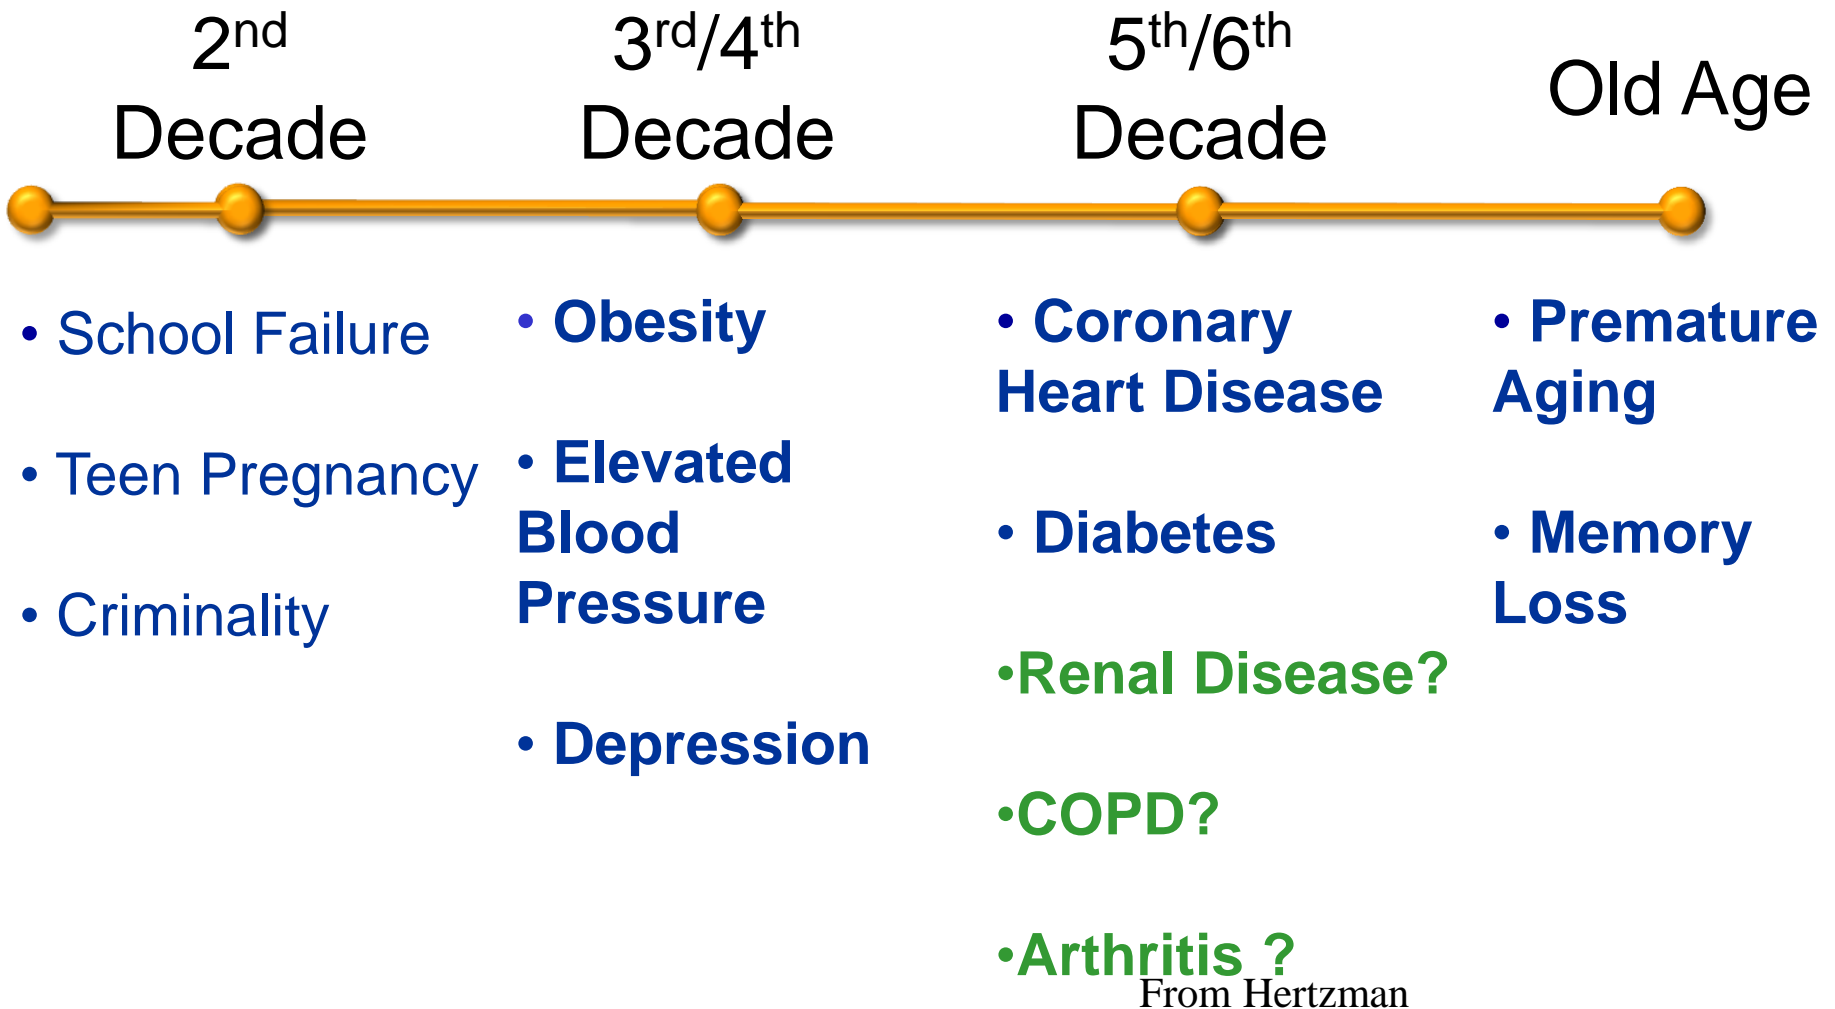 2nd
Decade
3rd/4th
Decade
5th/6th
Decade
Old Age
• School Failure
• Teen Pregnancy
• Criminality
• Obesity
• Elevated
Blood
Pressure
• Depression
• Coronary
Heart Disease
• Diabetes
•Renal Disease?
•COPD?
•Arthritis ?
• Premature
Aging
• Memory
Loss
From Hertzman